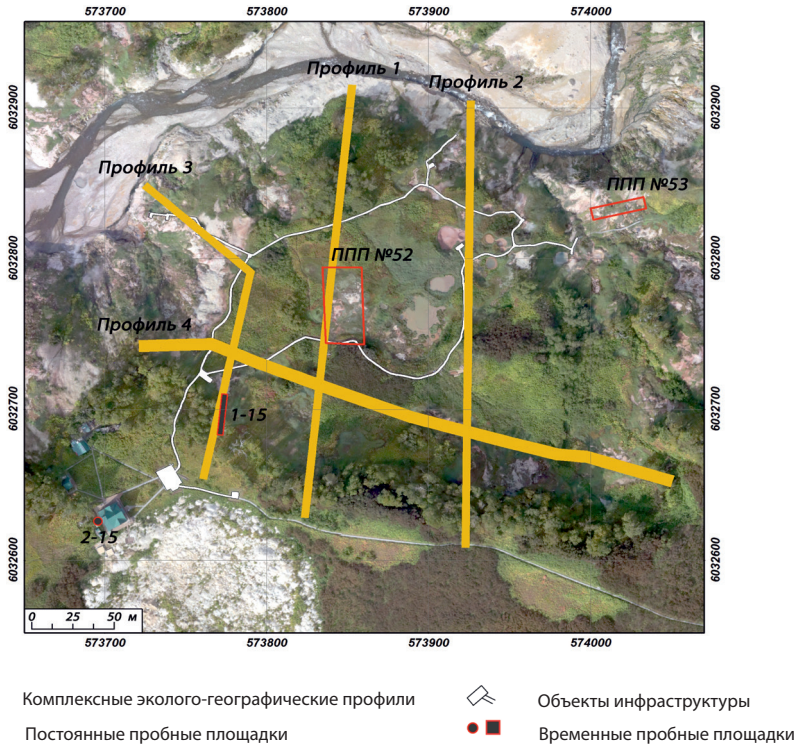 573700 573800 573900 574000
6032900 6032900
Профиль 1
Профиль 2
Профиль 3
ППП №53
6032800 6032800
ППП №52
Профиль 4
6032700 6032700
1-15
2-15
6032600 6032600
0 25 50 м
573700 573800 573900 574000
Комплексные эколого-географические профили
Объекты инфраструктуры
Постоянные пробные площадки
Временные пробные площадки